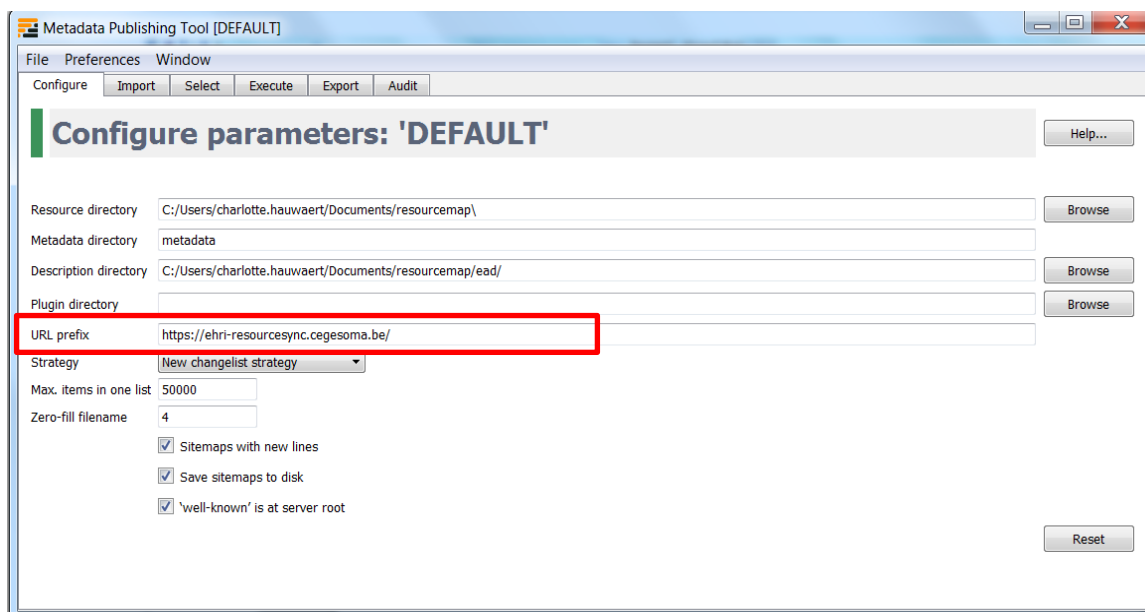 Metadata Publishing Tool [DEFAULT]
File Preferences Window
Configure Import Select Execute Export Audit
Configure parameters: 'DEFAULT' Help...
Resource directory C:/Users/charlotte.hauwaert/Documents/resourcemap\ Browse
Metadata directory metadata
Description directory C:/Users/charlotte.hauwaert/Documents/resourcemap/ead/ Browse
Plugin directory Browse
URL prefix https://ehri-resourcesync.cegesoma.be/
Strategy New changelist strategy
Max. items in one list 50000
Zero-fill filename 4
Sitemaps with new lines
Save sitemaps to disk
'well-known' is at server root
Reset